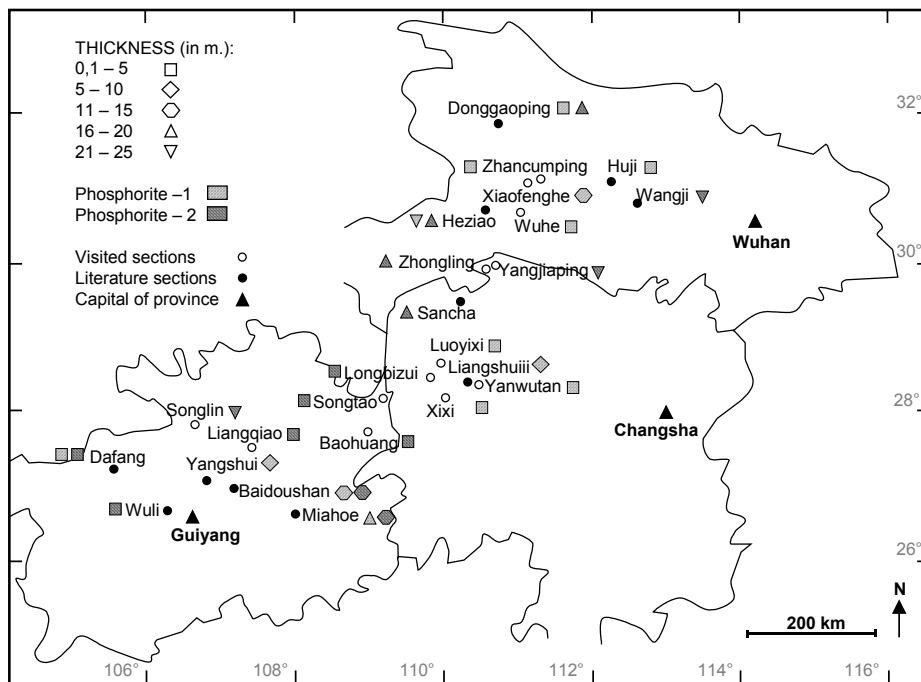 THICKNESS (in m.):
0,1 – 5
5 – 10
11 – 15
16 – 20
21 – 25
Phosphorite –1
Phosphorite – 2
Visited sections
Literature sections
Capital of province
Donggaoping
Zhancumping
Huji
Xiaofenghe
Wangji
Heziao
Wuhe
Wuhan
Zhongling
Yangjiaping
Sancha
Luoyixi
Longbizui
Liangshuiii
Yanwutan
Songtao
Xixi
Songlin
Changsha
Liangqiao
Baohuang
Dafang
Yangshui
Baidoushan
Wuli
Miahoe
Guiyang
32°
30°
28°
26°
N
200 km
106°
108°
110°
112°
114°
116°